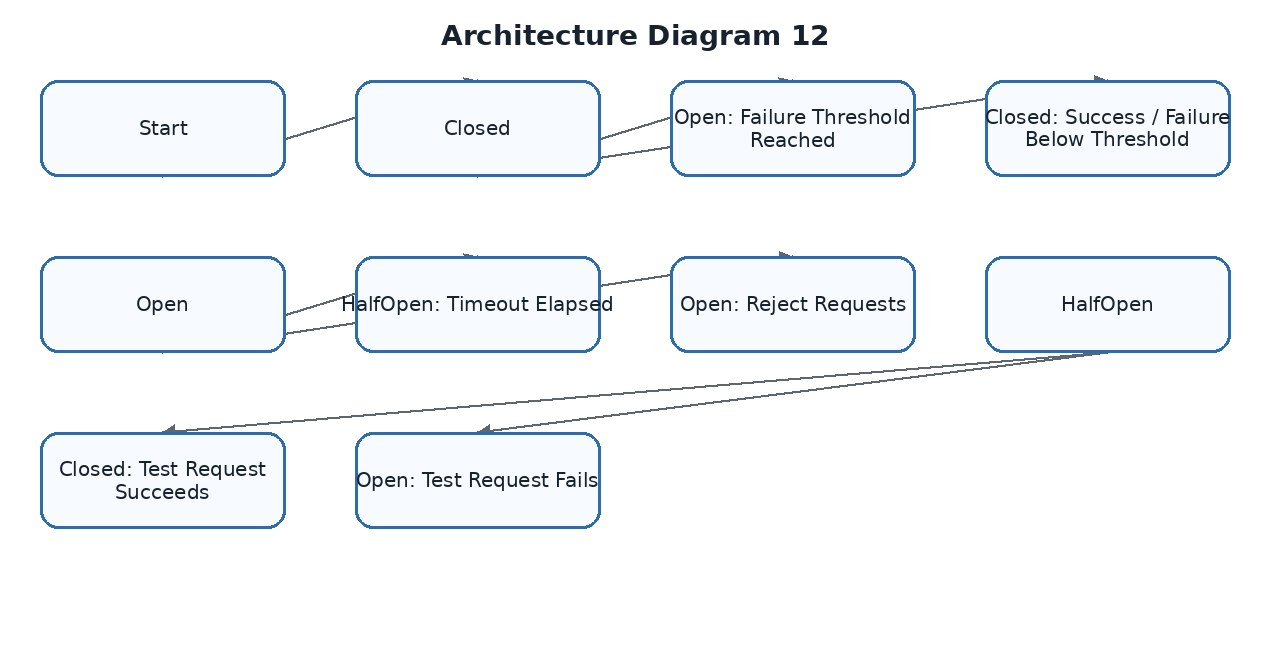 Architecture Diagram 12
Start
Closed
Open: Failure Threshold
Reached
Closed: Success / Failure
Below Threshold
Open
HalfOpen: Timeout Elapsed
Open: Reject Requests
HalfOpen
Closed: Test Request
Succeeds
Open: Test Request Fails